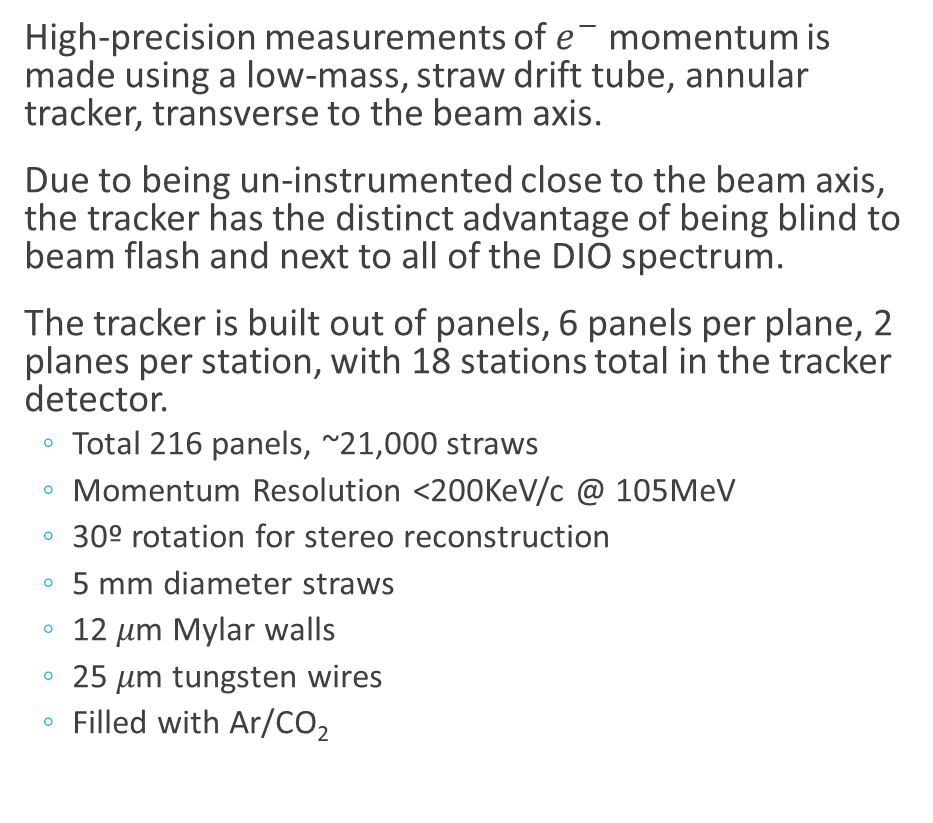 High-precision measurements of e⁻ momentum is
made using a low-mass, straw drift tube, annular
tracker, transverse to the beam axis.
Due to being un-instrumented close to the beam axis,
the tracker has the distinct advantage of being blind to
beam flash and next to all of the DIO spectrum.
The tracker is built out of panels, 6 panels per plane, 2
planes per station, with 18 stations total in the tracker
detector.
◦ Total 216 panels, ~21,000 straws
◦ Momentum Resolution <200KeV/c @ 105MeV
◦ 30º rotation for stereo reconstruction
◦ 5 mm diameter straws
◦ 12 𝜇m Mylar walls
◦ 25 𝜇m tungsten wires
◦ Filled with Ar/CO₂